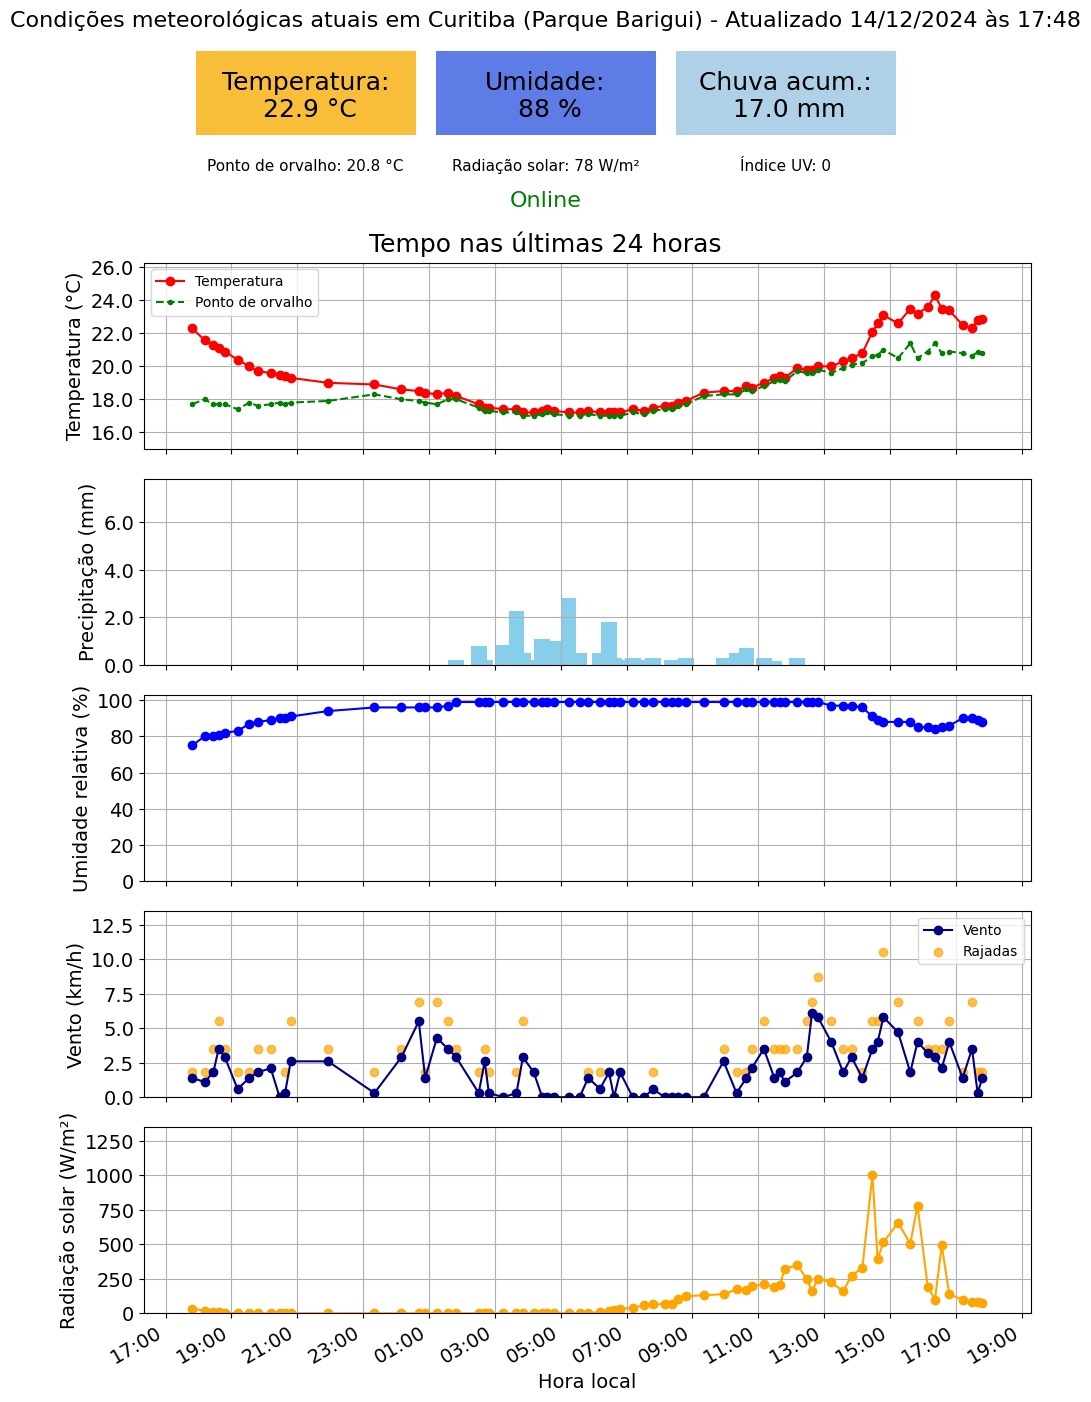 Condições meteorológicas atuais em Curitiba (Parque Barigui) - Atualizado 14/12/2024 às 17:48
Temperatura:
22.9 °C
Umidade:
88 %
Chuva acum.:
17.0 mm
Ponto de orvalho: 20.8 °C
Radiação solar: 78 W/m²
Índice UV: 0
Online
Tempo nas últimas 24 horas
Temperatura (°C)
26.0
24.0
22.0
20.0
18.0
16.0
Temperatura
Ponto de orvalho
Precipitação (mm)
6.0
4.0
2.0
0.0
Umidade relativa (%)
100
80
60
40
20
0
Vento (km/h)
12.5
10.0
7.5
5.0
2.5
0.0
Vento
Rajadas
Radiação solar (W/m²)
1250
1000
750
500
250
0
17:00
19:00
21:00
23:00
01:00
03:00
05:00
07:00
09:00
11:00
13:00
15:00
17:00
19:00
Hora local